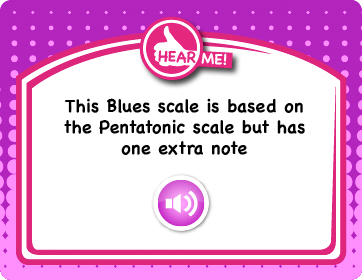 HEAR ME!
This Blues scale is based on
the Pentatonic scale but has
one extra note